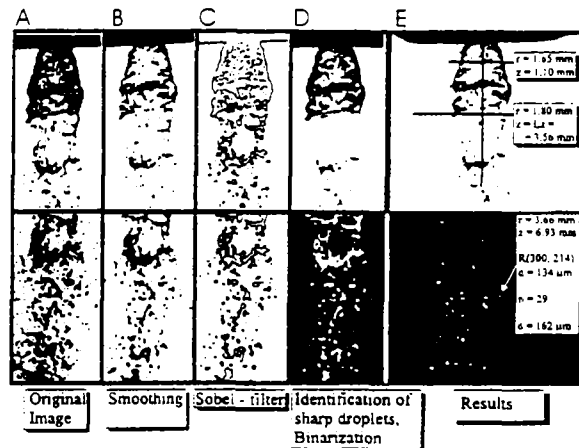 A
B
C
D
E
r = 1.65 mm
z = 1.10 mm
r = 1.80 mm
= 3.56 mm
r = 3.66 mm
z = 6.93 mm
R(300, 214)
d = 134 µm
n = 29
d = 162 µm
Original
Image
Smoothing
Sobel - filter
Identification of
sharp droplets,
Binarization
Results